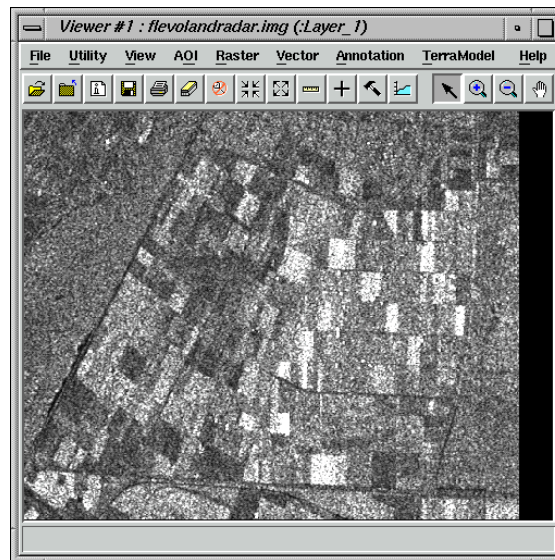 Viewer #1 : flevolandradar.img (:Layer_1)
File Utility View AOI Raster Vector Annotation TerraModel Help